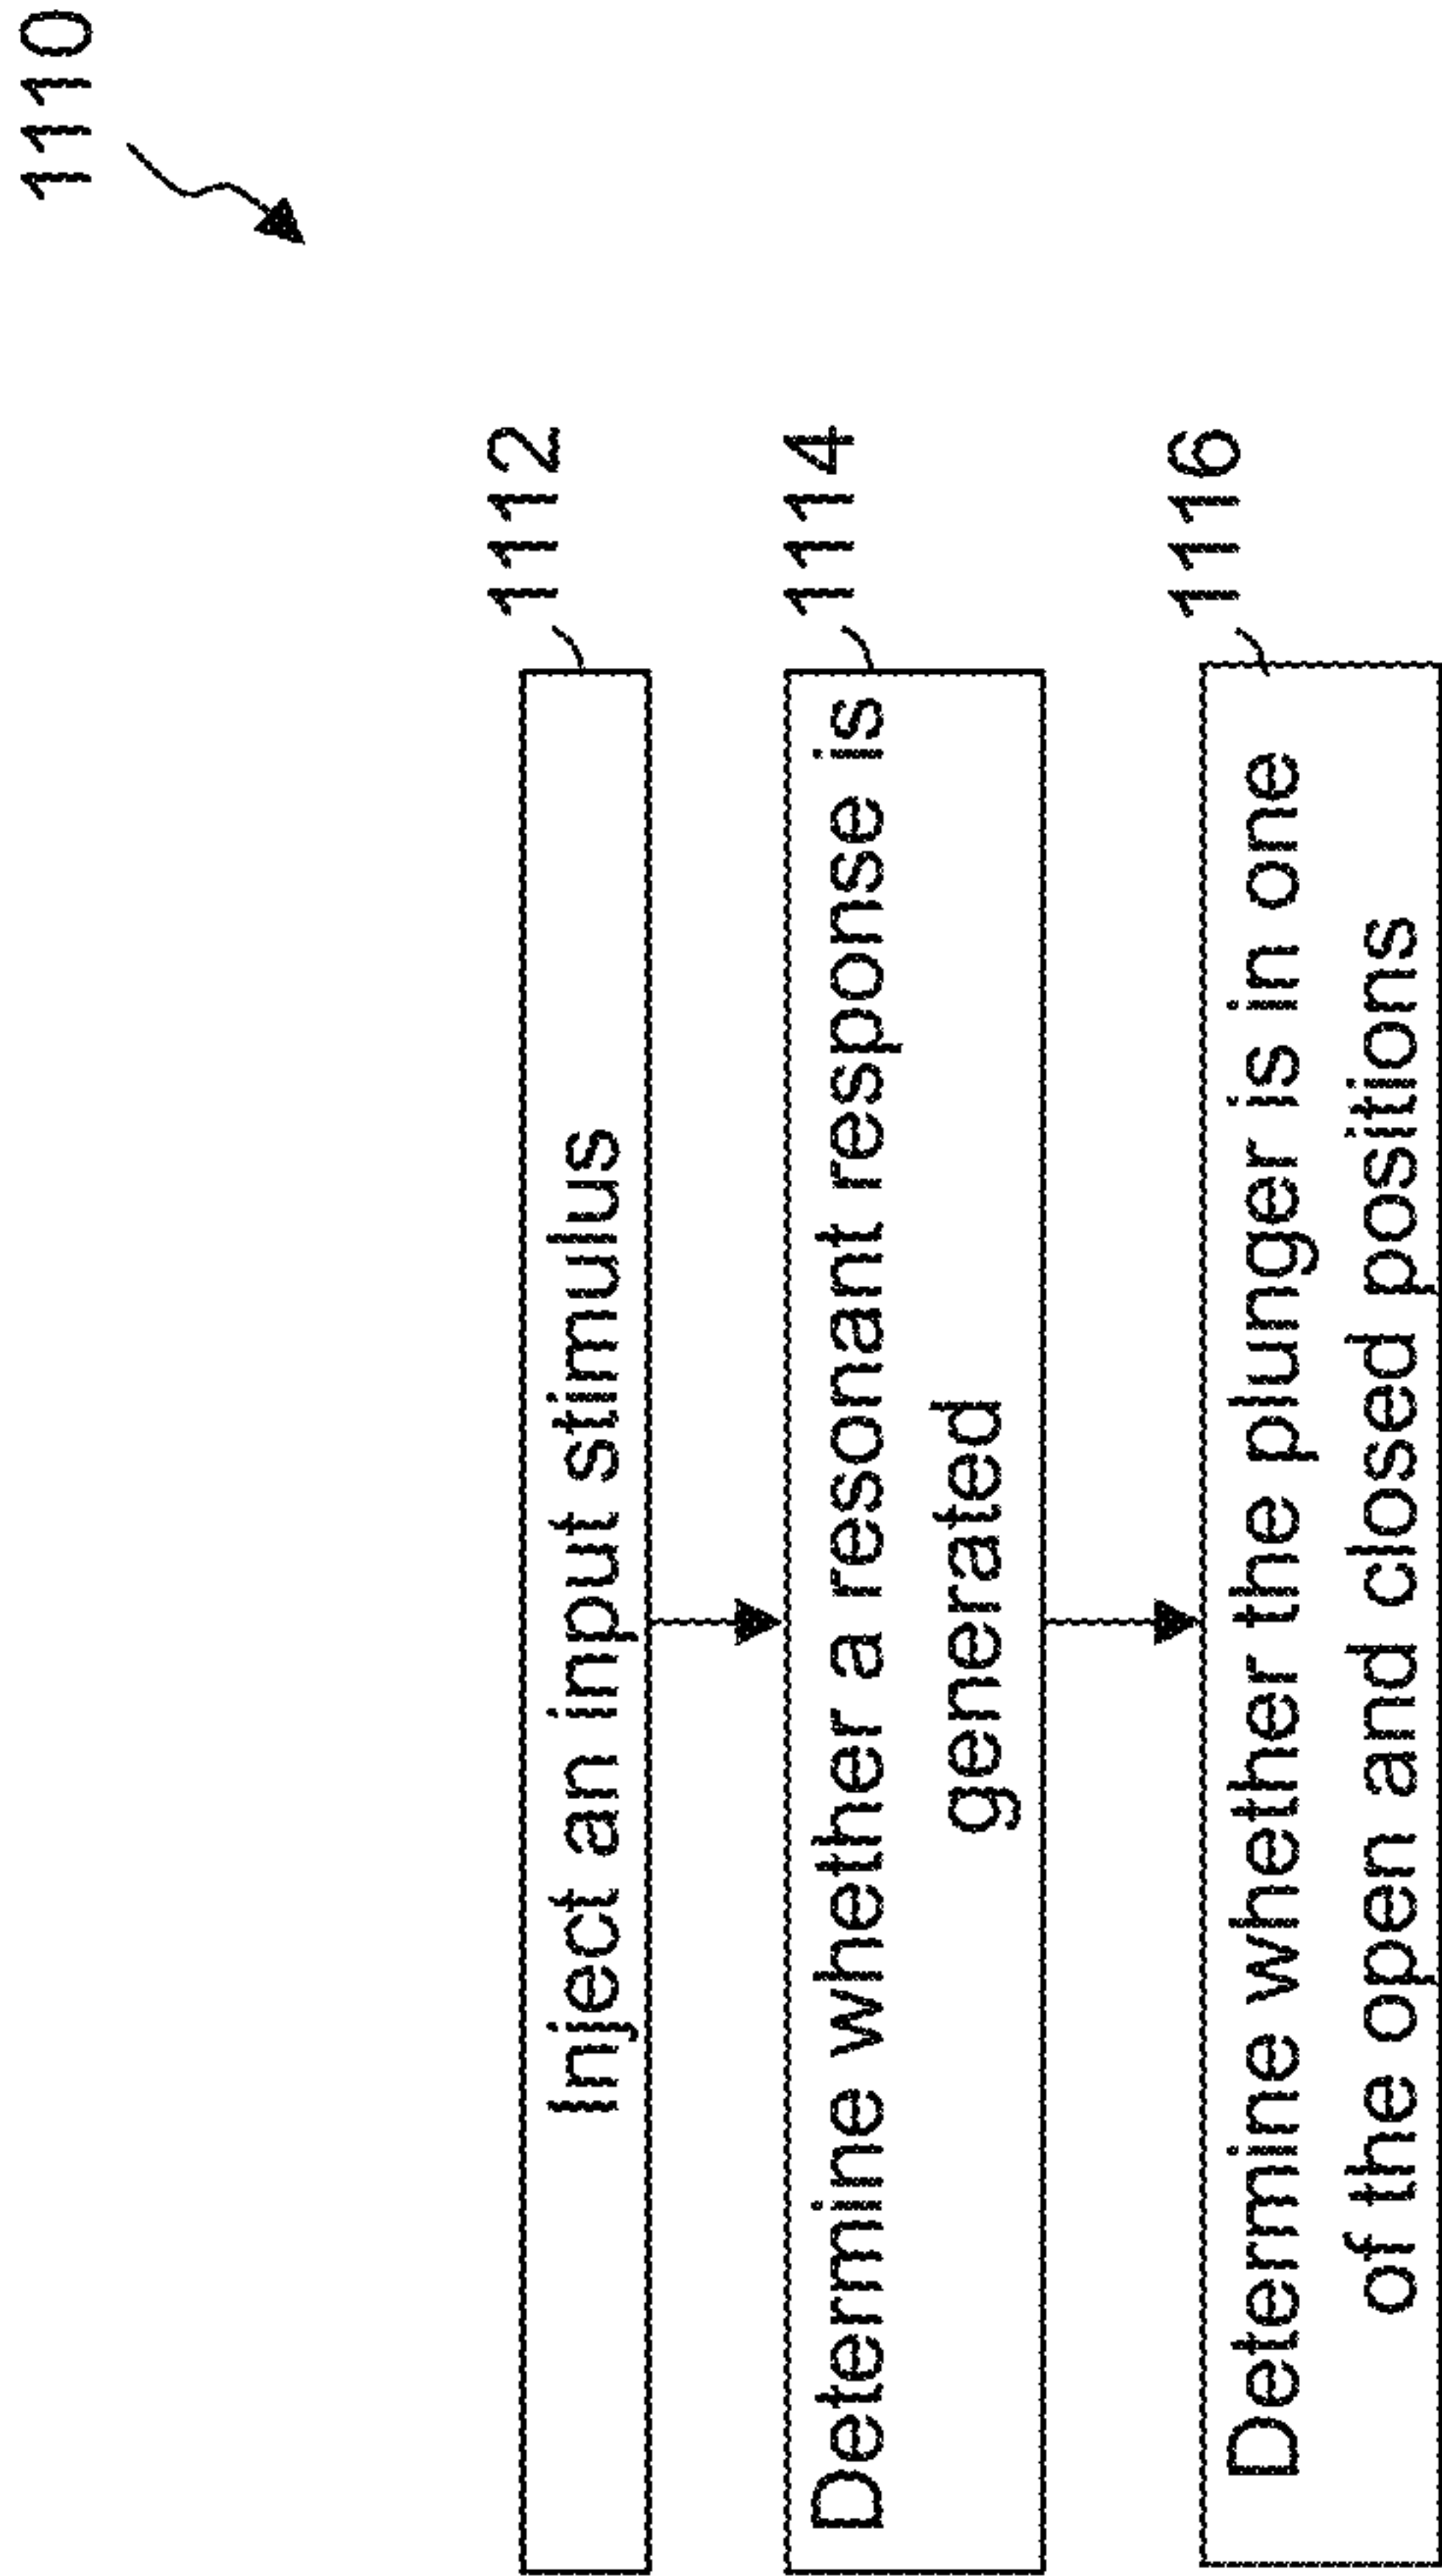 1110
1112
Inject an input stimulus
1114
Determine whether a resonant response is
generated
1116
Determine whether the plunger is in one
of the open and closed positions